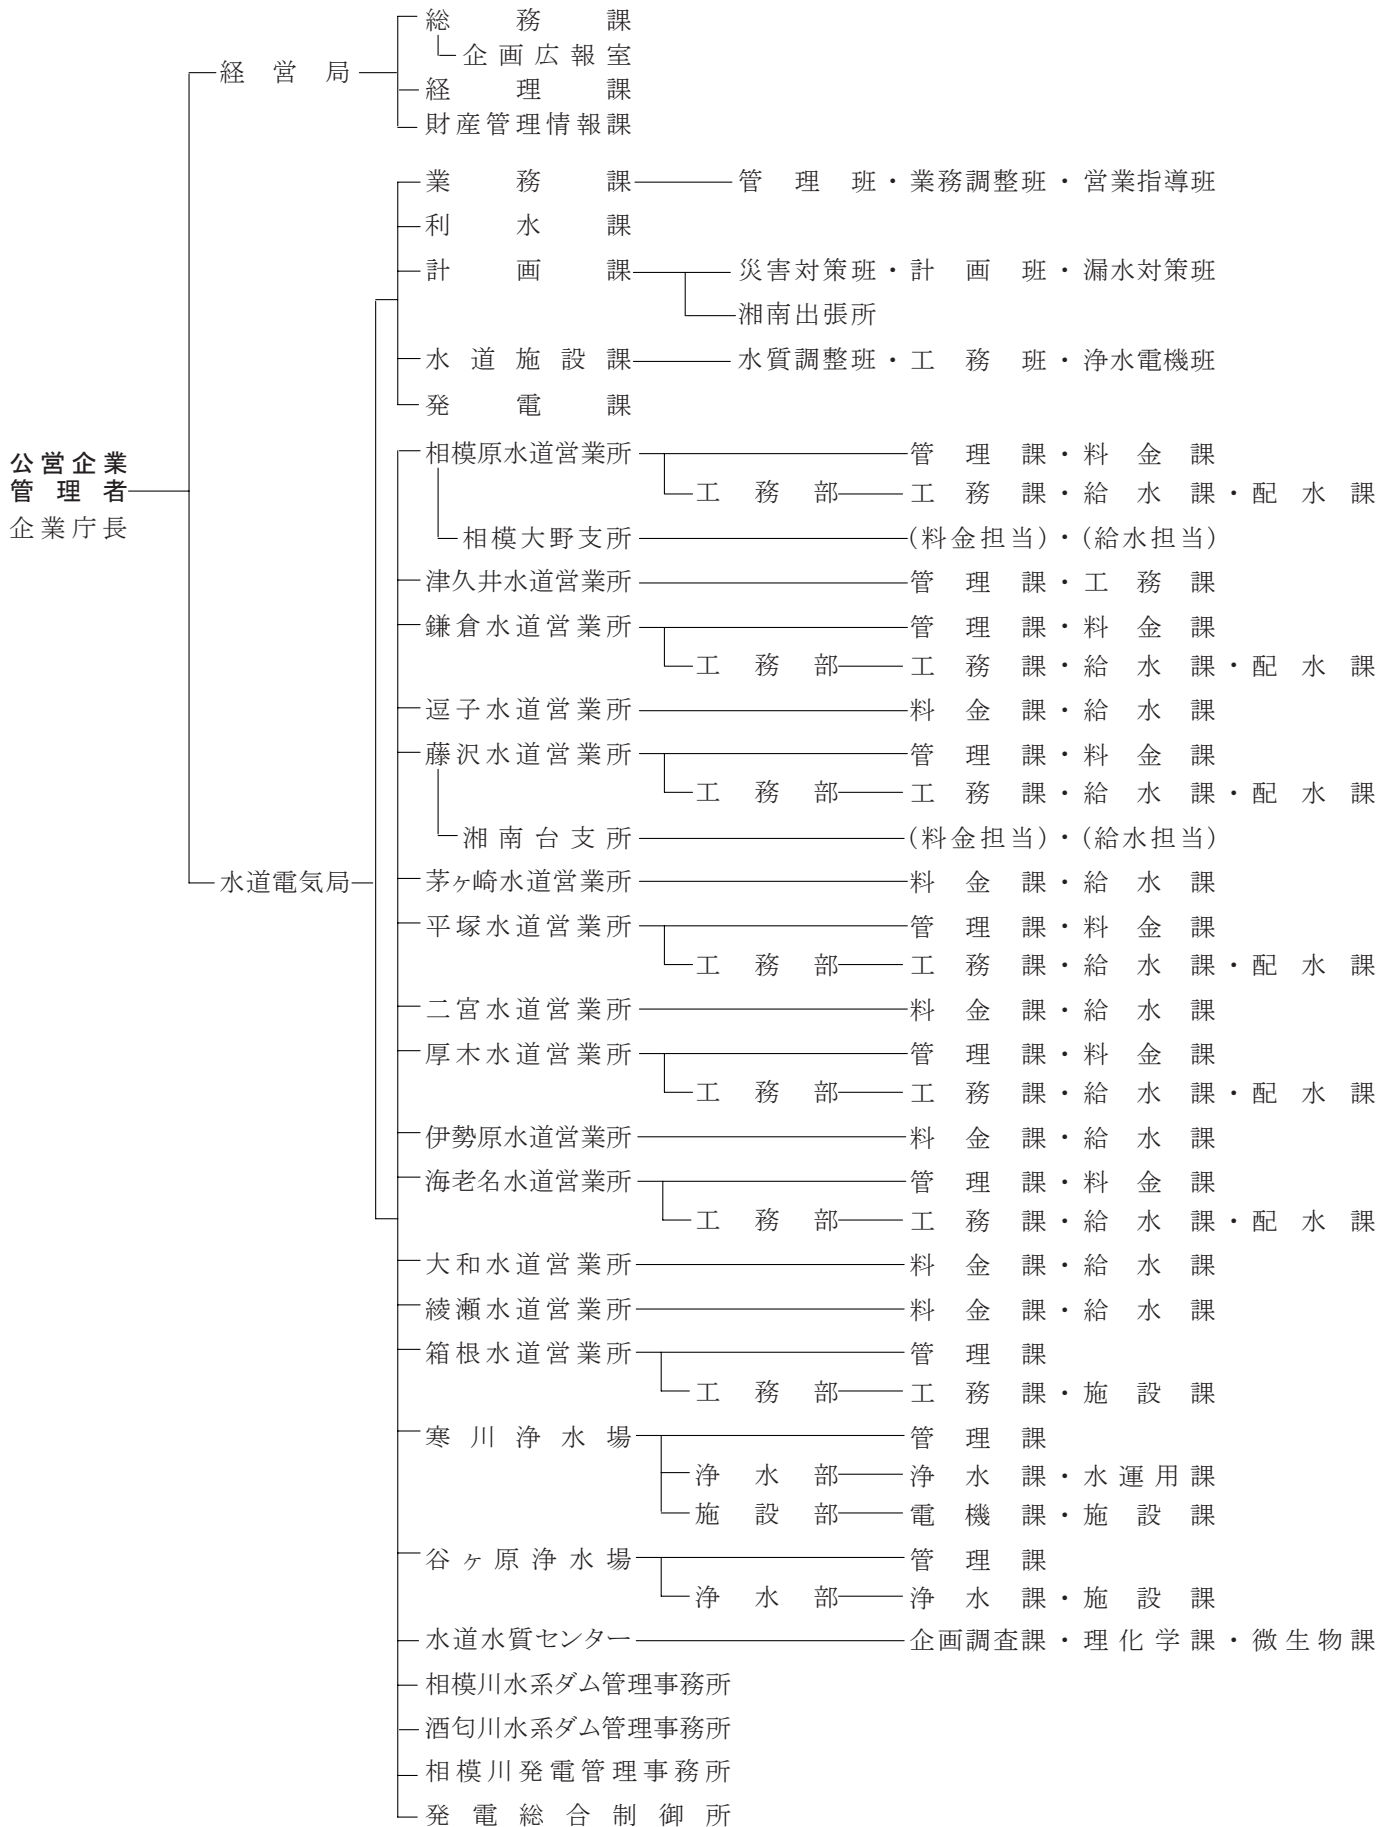 総務課
企画広報室
経営局
経理課
財産管理情報課
業務課 管理班・業務調整班・営業指導班
利水課
計画課 災害対策班・計画班・漏水対策班
湘南出張所
水道施設課 水質調整班・工務班・浄水電機班
発電課
公営企業
管理者
企業庁長
相模原水道営業所 管理課・料金課
工務部 工務課・給水課・配水課
相模大野支所 (料金担当)・(給水担当)
津久井水道営業所 管理課・工務課
鎌倉水道営業所 管理課・料金課
工務部 工務課・給水課・配水課
逗子水道営業所 料金課・給水課
藤沢水道営業所 管理課・料金課
工務部 工務課・給水課・配水課
湘南台支所 (料金担当)・(給水担当)
水道電気局
茅ヶ崎水道営業所 料金課・給水課
平塚水道営業所 管理課・料金課
工務部 工務課・給水課・配水課
二宮水道営業所 料金課・給水課
厚木水道営業所 管理課・料金課
工務部 工務課・給水課・配水課
伊勢原水道営業所 料金課・給水課
海老名水道営業所 管理課・料金課
工務部 工務課・給水課・配水課
大和水道営業所 料金課・給水課
綾瀬水道営業所 料金課・給水課
箱根水道営業所 管理課
工務部 工務課・施設課
寒川浄水場 管理課
浄水部 浄水課・水運用課
施設部 電機課・施設課
谷ヶ原浄水場 管理課
浄水部 浄水課・施設課
水道水質センター 企画調査課・理化学課・微生物課
相模川水系ダム管理事務所
酒匂川水系ダム管理事務所
相模川発電管理事務所
発電総合制御所